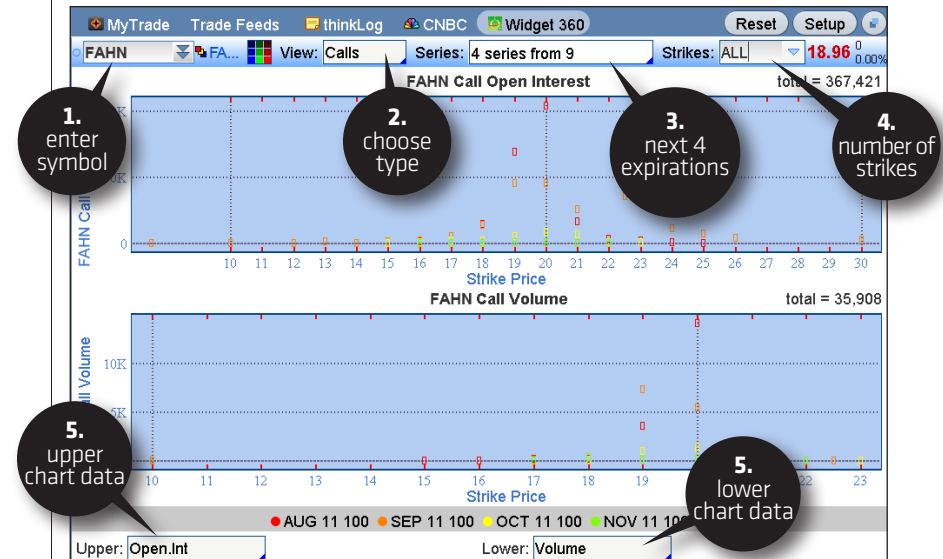 MyTrade Trade Feeds thinkLog CNBC Widget 360 Reset Setup
FAHN FA... View: Calls Series: 4 series from 9 Strikes: ALL 18.96 0 0.00%
FAHN Call Open Interest total = 367,421
1.
enter
symbol
2.
choose
type
3.
next 4
expirations
4.
number of
strikes
FAHN Cal
0
10 11 12 13 14 15 16 17 18 19 20 21 22 23 24 25 26 27 28 29 30
Strike Price
FAHN Call Volume total = 35,908
all Volume
10K
5K
10 11 12 13 14 15 16 17 18 19 22 23
Strike Price
5.
upper
chart data
5.
lower
chart data
AUG 11 100 SEP 11 100 OCT 11 100 NOV 11 100
Upper: Open.Int Lower: Volume